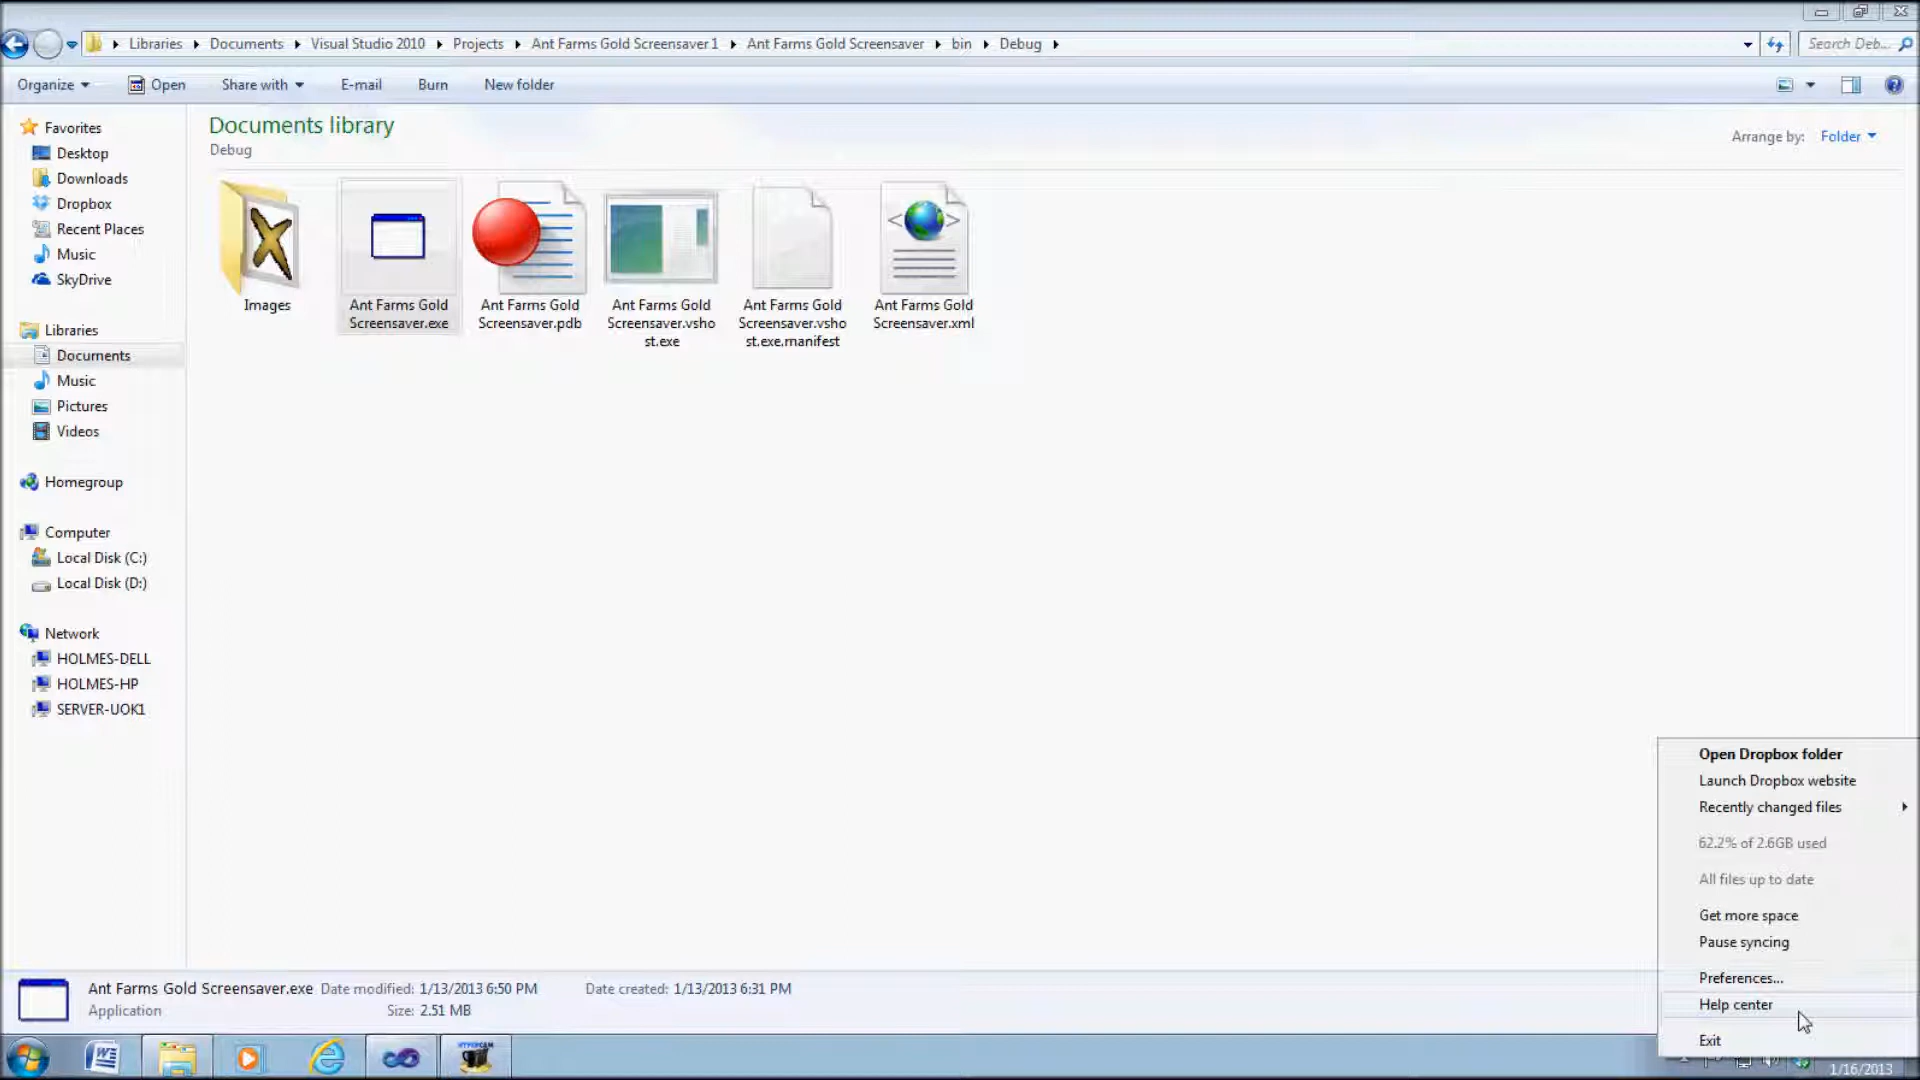 Libraries Documents Visual Studio 2010 Projects Ant Farms Gold Screensaver1 Ant Farms Gold Screensaver bin Debug
Search Deb...
Organize Open Share with E-mail Burn New folder
Favorites
Desktop
Downloads
Dropbox
Recent Places
Music
SkyDrive
Libraries
Documents
Music
Pictures
Videos
Homegroup
Computer
Local Disk (C:)
Local Disk (D:)
Network
HOLMES-DELL
HOLMES-HP
SERVER-UOK1
Documents library
Debug
Arrange by: Folder
Images
Ant Farms Gold
Screensaver.exe
Ant Farms Gold
Screensaver.pdb
Ant Farms Gold
Screensaver.vsho
st.exe
Ant Farms Gold
Screensaver.vsho
st.exe.manifest
Ant Farms Gold
Screensaver.xml
Open Dropbox folder
Launch Dropbox website
Recently changed files
62.2% of 2.6GB used
All files up to date
Get more space
Pause syncing
Preferences...
Help center
Exit
Ant Farms Gold Screensaver.exe Date modified: 1/13/2013 6:50 PM Date created: 1/13/2013 6:31 PM
Application Size: 2.51 MB
HYPERCAM
1/16/2013